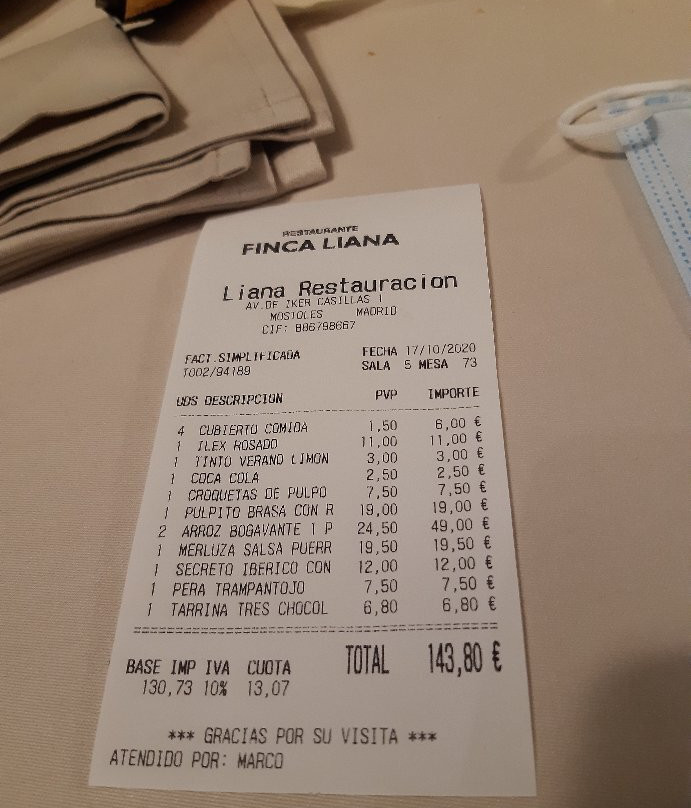 RESTAURANTE
FINCA LIANA
Liana Restauracion
AV.DE IKER CASILLAS 1
MOSTOLES MADRID
CIF: B86798667
FACT.SIMPLIFICADA FECHA 17/10/2020
T002/94189 SALA 5 MESA 73
UDS DESCRIPCION PVP IMPORTE
4 CUBIERTO COMIDA 1,50 6,00 €
1 ILEX ROSADO 11,00 11,00 €
1 TINTO VERANO LIMON 3,00 3,00 €
1 COCA COLA 2,50 2,50 €
1 CROQUETAS DE PULPO 7,50 7,50 €
1 PULPITO BRASA CON R 19,00 19,00 €
2 ARROZ BOGAVANTE 1 P 24,50 49,00 €
1 MERLUZA SALSA PUERR 19,50 19,50 €
1 SECRETO IBERICO CON 12,00 12,00 €
1 PERA TRAMPANTOJO 7,50 7,50 €
1 TARRINA TRES CHOCOL 6,80 6,80 €
BASE IMP IVA CUOTA TOTAL 143,80 €
130,73 10% 13,07
*** GRACIAS POR SU VISITA ***
ATENDIDO POR: MARCO